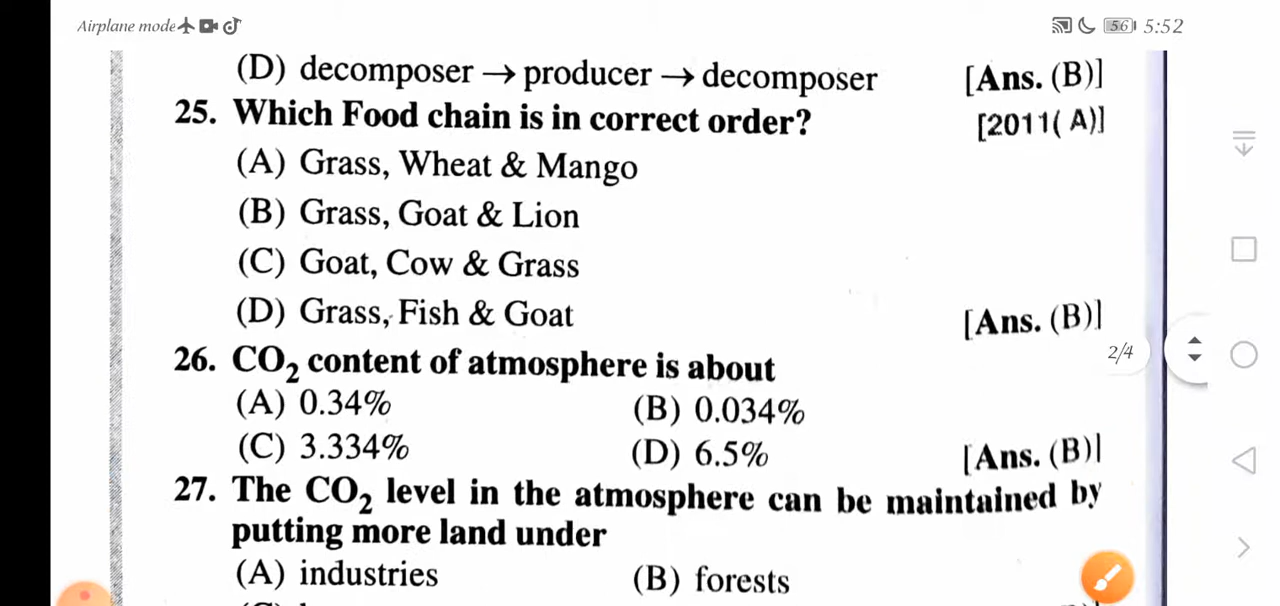 Airplane mode 56 5:52
(D) decomposer → producer → decomposer [Ans. (B)]
25. Which Food chain is in correct order? [2011( A)]
(A) Grass, Wheat & Mango
(B) Grass, Goat & Lion
(C) Goat, Cow & Grass
(D) Grass, Fish & Goat [Ans. (B)]
26. CO₂ content of atmosphere is about 2/4
(A) 0.34% (B) 0.034%
(C) 3.334% (D) 6.5% [Ans. (B)]
27. The CO₂ level in the atmosphere can be maintained by
putting more land under
(A) industries (B) forests